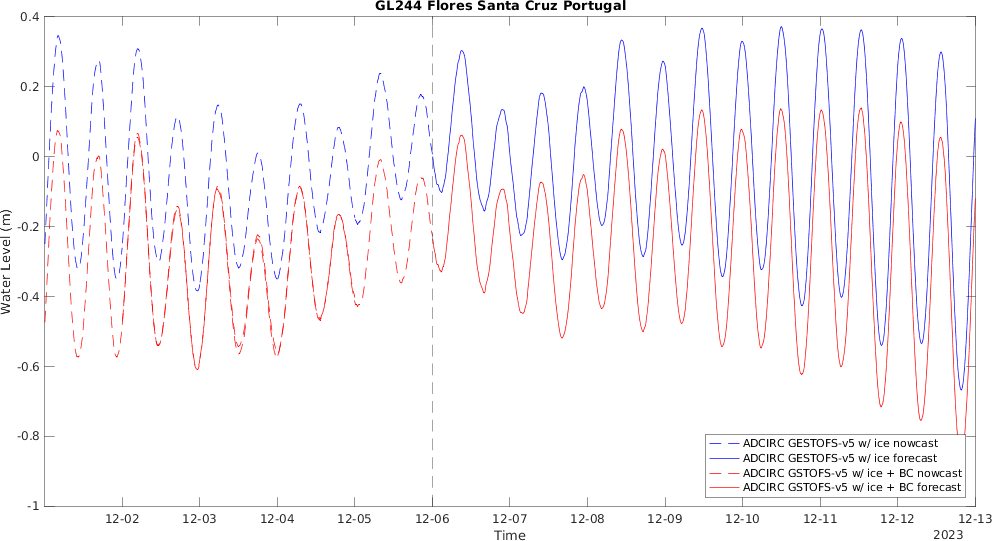 GL244 Flores Santa Cruz Portugal
0.4
0.2
0
-0.2
-0.4
-0.6
-0.8
-1
Water Level (m)
ADCIRC GESTOFS-v5 w/ ice nowcast
ADCIRC GESTOFS-v5 w/ ice forecast
ADCIRC GSTOFS-v5 w/ ice + BC nowcast
ADCIRC GSTOFS-v5 w/ ice + BC forecast
12-02 12-03 12-04 12-05 12-06 12-07 12-08 12-09 12-10 12-11 12-12 12-13
Time
2023